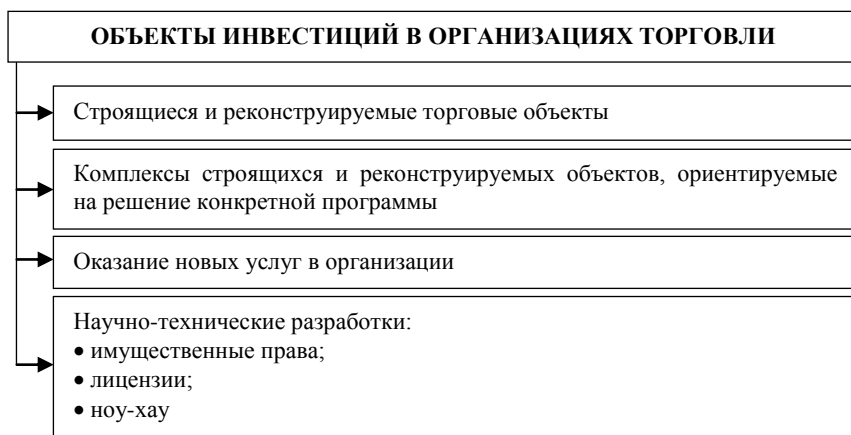 ОБЪЕКТЫ ИНВЕСТИЦИЙ В ОРГАНИЗАЦИЯХ ТОРГОВЛИ
Строящиеся и реконструируемые торговые объекты
Комплексы строящихся и реконструируемых объектов, ориентируемые
на решение конкретной программы
Оказание новых услуг в организации
Научно-технические разработки:
• имущественные права;
• лицензии;
• ноу-хау